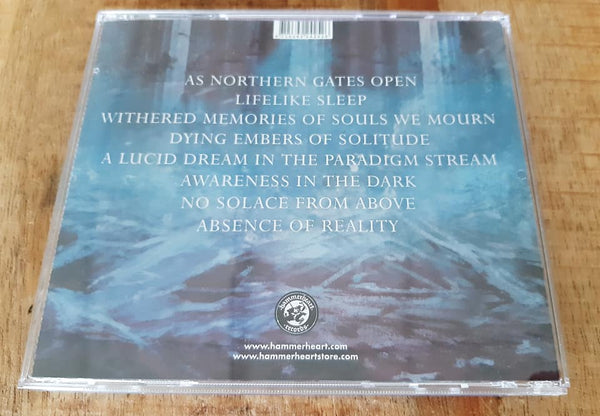 AS NORTHERN GATES OPEN
LIFELIKE SLEEP
WITHERED MEMORIES OF SOULS WE MOURN
DYING EMBERS OF SOLITUDE
A LUCID DREAM IN THE PARADIGM STREAM
AWARENESS IN THE DARK
NO SOLACE FROM ABOVE
ABSENCE OF REALITY
hammerheart
records
www.hammerheart.com
www.hammerheartstore.com